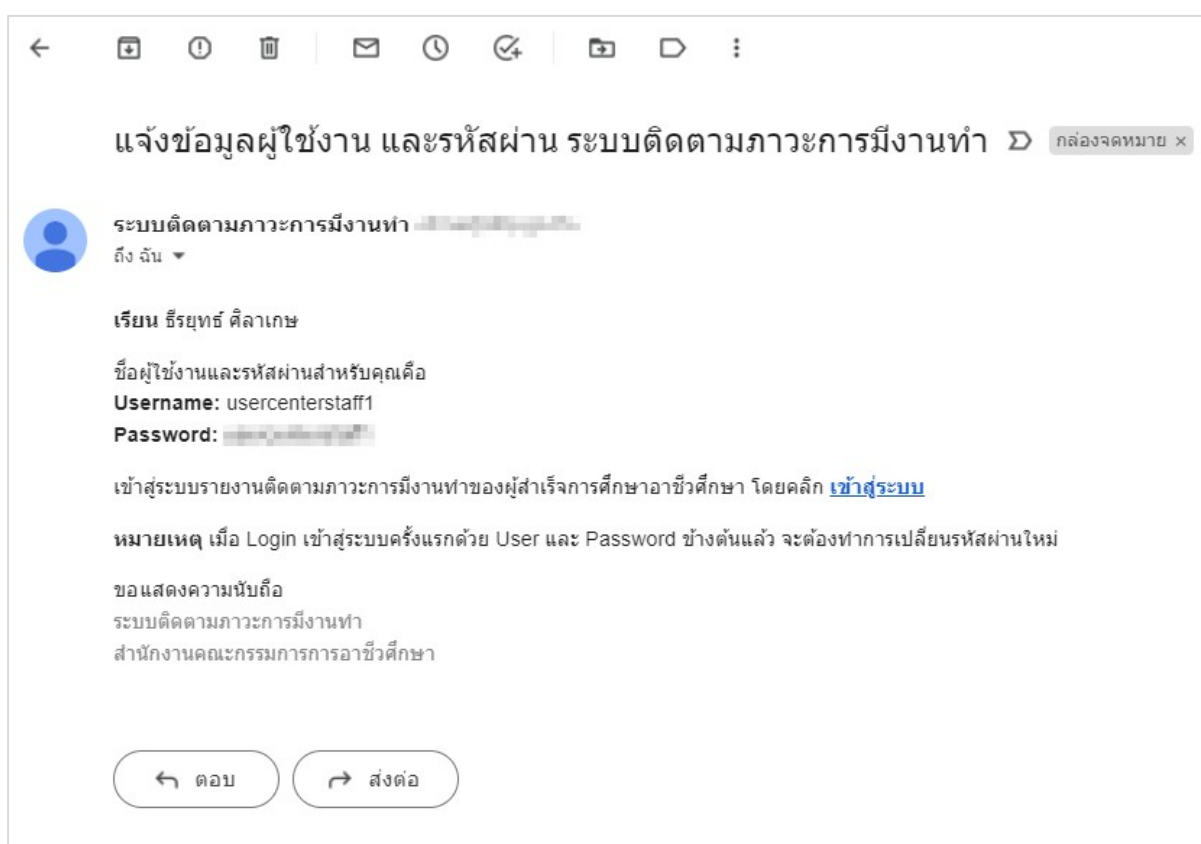 แจ้งข้อมูลผู้ใช้งาน และรหัสผ่าน ระบบติดตามภาวะการมีงานทำ กล่องจดหมาย ×
ระบบติดตามภาวะการมีงานทำ
ถึง ฉัน
เรียน ธีรยุทธ์ ศิลาเกษ
ชื่อผู้ใช้งานและรหัสผ่านสำหรับคุณคือ
Username: usercenterstaff1
Password:
เข้าสู่ระบบรายงานติดตามภาวะการมีงานทำของผู้สำเร็จการศึกษาอาชีวศึกษา โดยคลิก เข้าสู่ระบบ
หมายเหตุ เมื่อ Login เข้าสู่ระบบครั้งแรกด้วย User และ Password ข้างต้นแล้ว จะต้องทำการเปลี่ยนรหัสผ่านใหม่
ขอแสดงความนับถือ
ระบบติดตามภาวะการมีงานทำ
สำนักงานคณะกรรมการการอาชีวศึกษา
ตอบ
ส่งต่อ